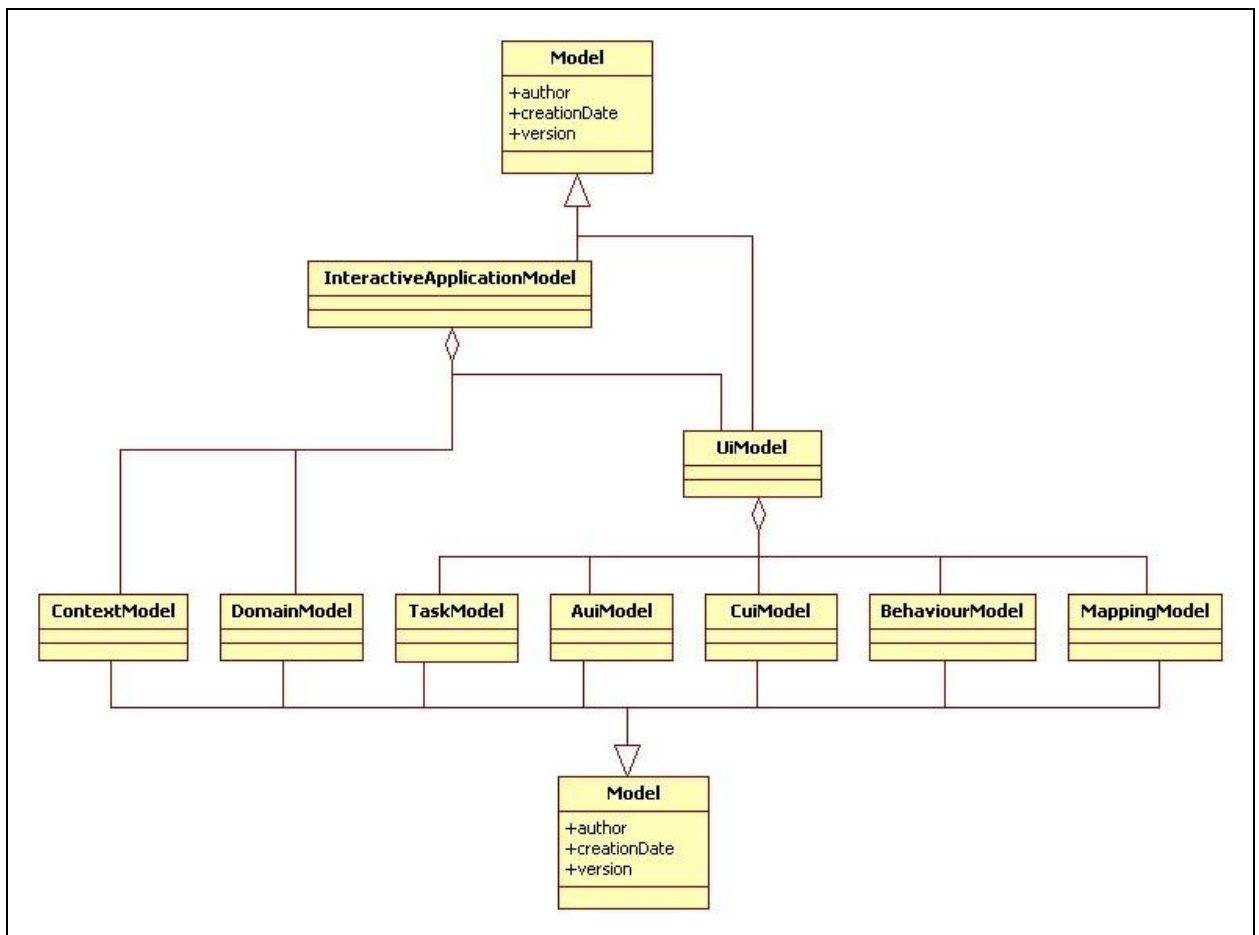 Model
+author
+creationDate
+version
InteractiveApplicationModel
UiModel
ContextModel
DomainModel
TaskModel
AuiModel
CuiModel
BehaviourModel
MappingModel
Model
+author
+creationDate
+version